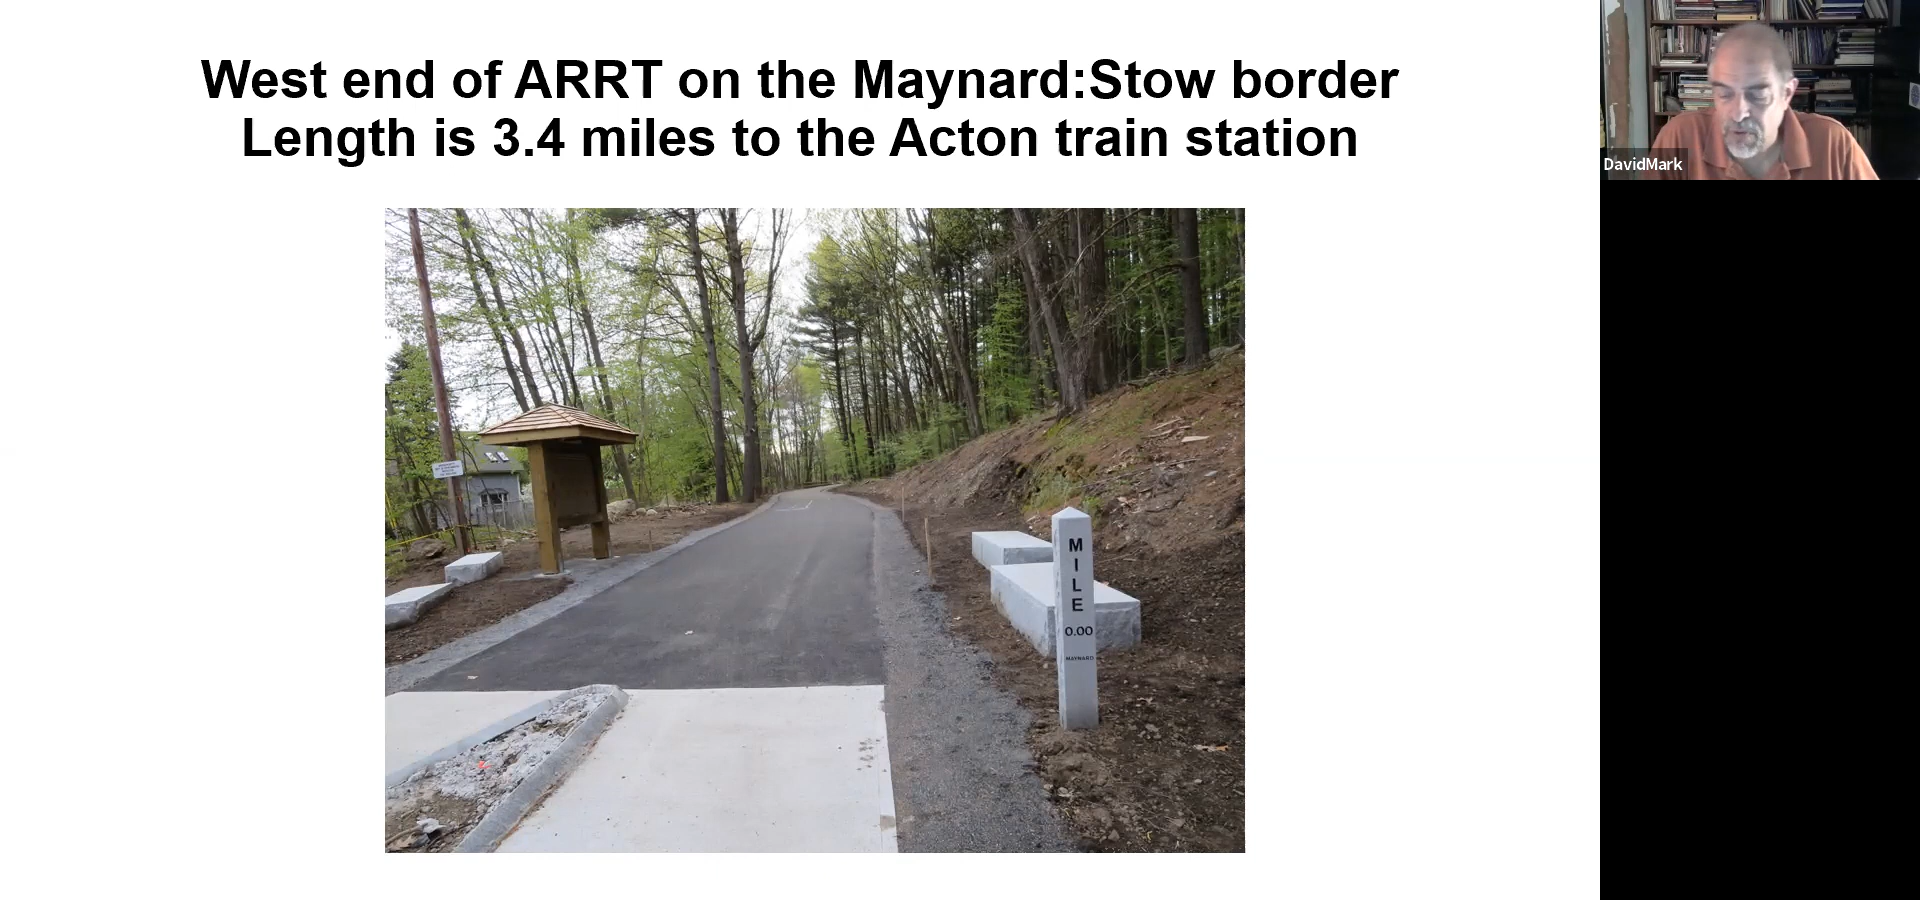 West end of ARRT on the Maynard:Stow border
Length is 3.4 miles to the Acton train station
DavidMark
MILE
0.00
MAYNARD